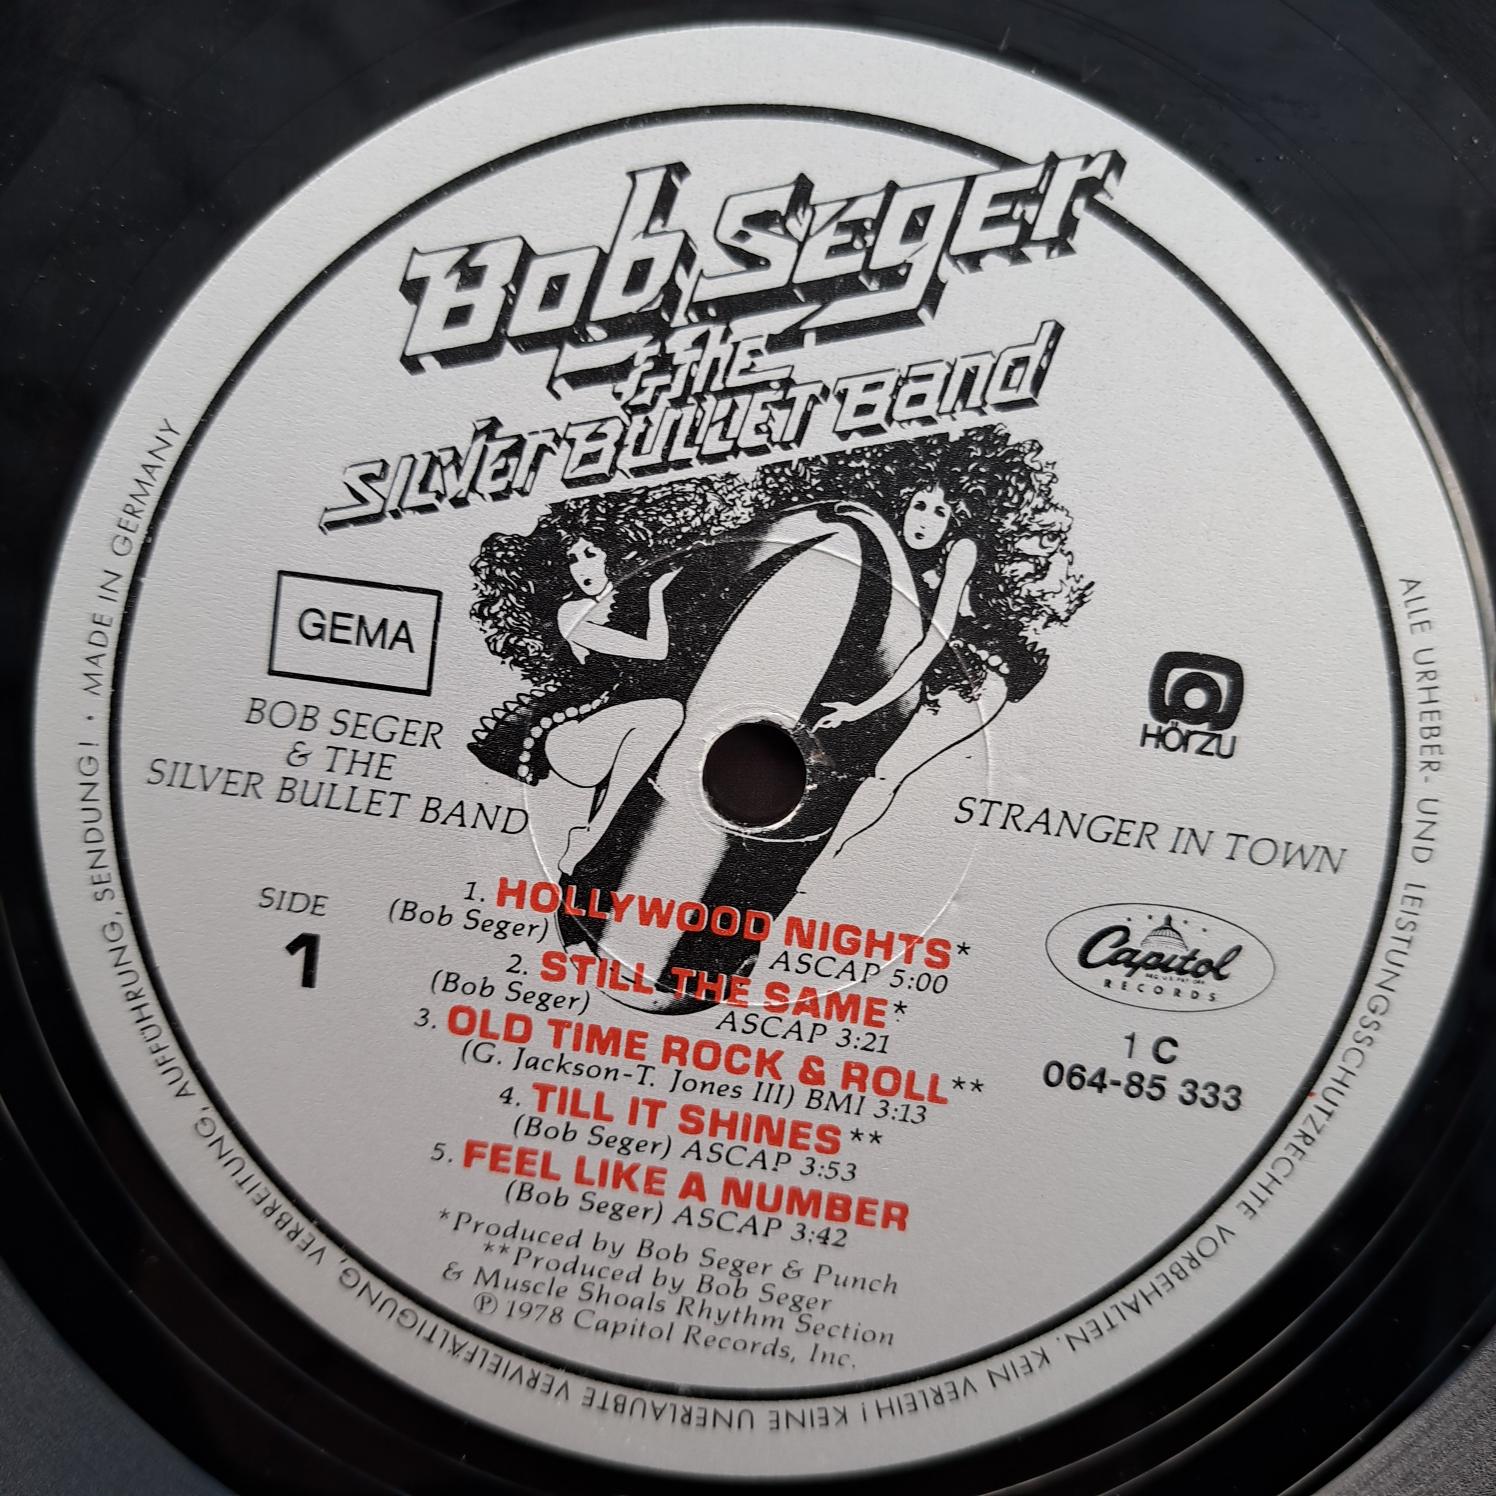 Bob Seger
& the
Silver Bullet Band
GEMA
BOB SEGER
& THE
SILVER BULLET BAND
HÖRZU
STRANGER IN TOWN
SIDE
1
Capitol
RECORDS
1 C
064-85 333
1. HOLLYWOOD NIGHTS*
(Bob Seger) ASCAP 5:00
2. STILL THE SAME*
(Bob Seger) ASCAP 3:21
3. OLD TIME ROCK & ROLL**
(G. Jackson-T. Jones III) BMI 3:13
4. TILL IT SHINES**
(Bob Seger) ASCAP 3:53
5. FEEL LIKE A NUMBER
(Bob Seger) ASCAP 3:42
*Produced by Bob Seger & Punch
**Produced by Bob Seger
& Muscle Shoals Rhythm Section
℗ 1978 Capitol Records, Inc.
ALLE URHEBER- UND LEISTUNGSSCHUTZRECHTE VORBEHALTEN. KEIN VERLEIH! KEINE UNERLAUBTE VERVIELFÄLTIGUNG, VERBREITUNG, AUFFÜHRUNG, SENDUNG! · MADE IN GERMANY